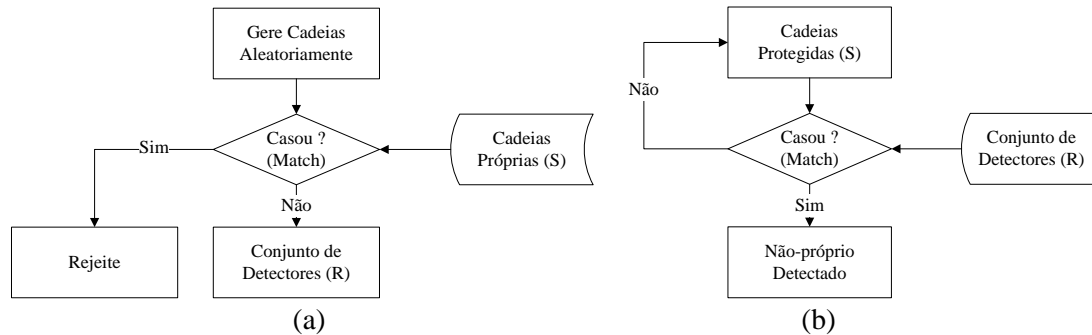 Gere Cadeias
Aleatoriamente
Casou ?
(Match)
Cadeias
Próprias (S)
Sim
Não
Rejeite
Conjunto de
Detectores (R)
(a)
Cadeias
Protegidas (S)
Não
Casou ?
(Match)
Conjunto de
Detectores (R)
Sim
Não-próprio
Detectado
(b)